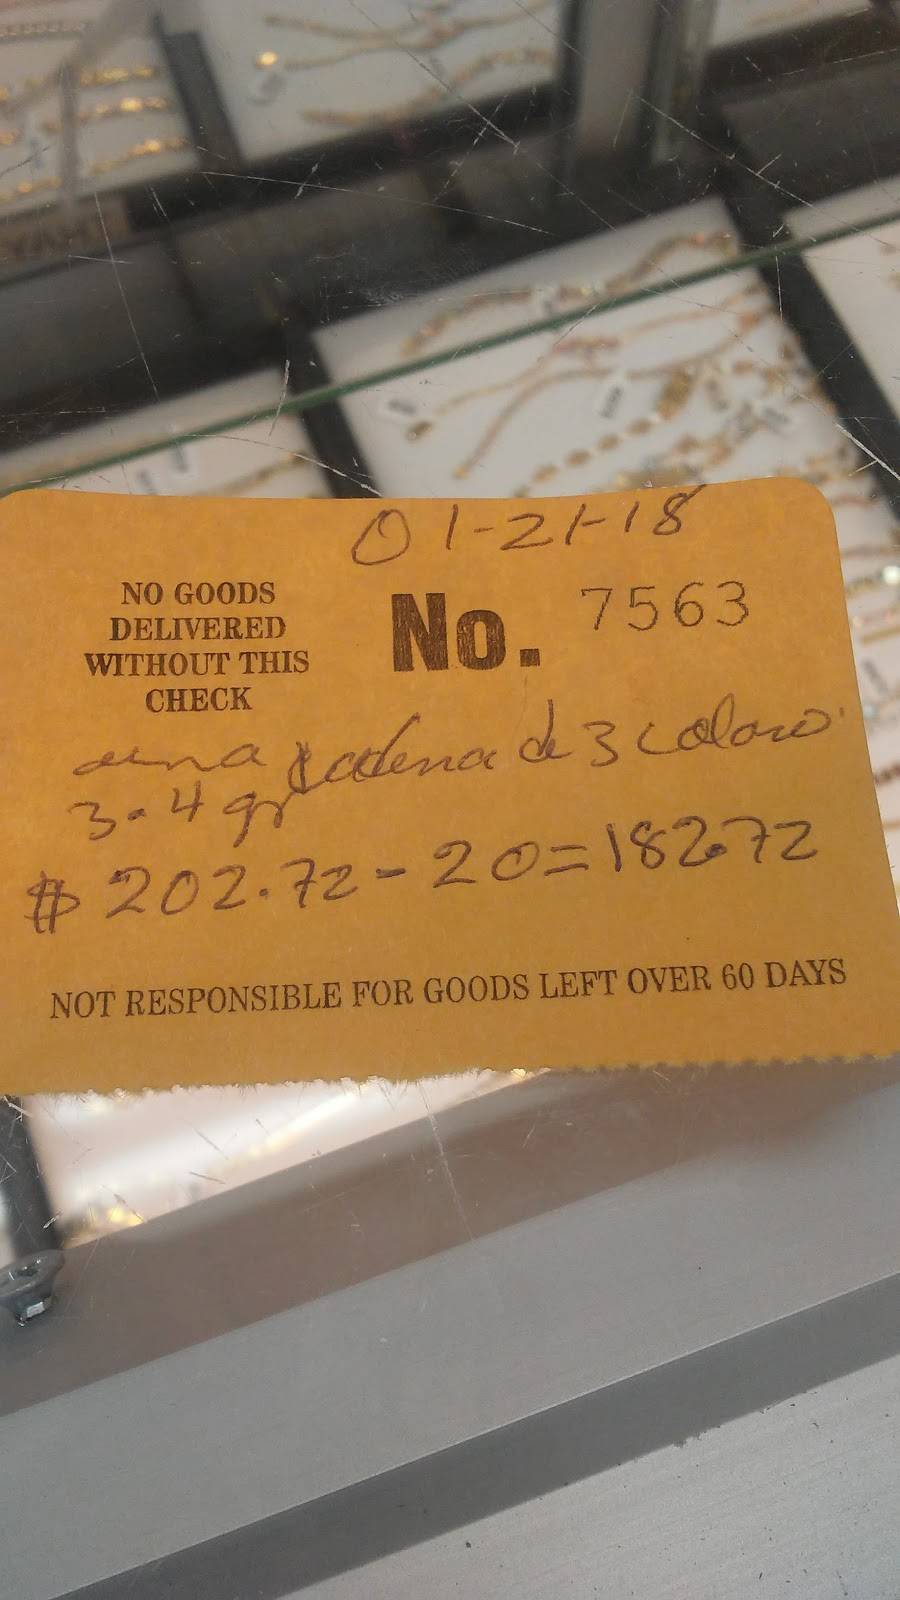 01-21-18
NO GOODS
DELIVERED
WITHOUT THIS
CHECK
No. 7563
una cadena de 3 colores
3.4 gr
$ 202.72 - 20 = 182.72
NOT RESPONSIBLE FOR GOODS LEFT OVER 60 DAYS